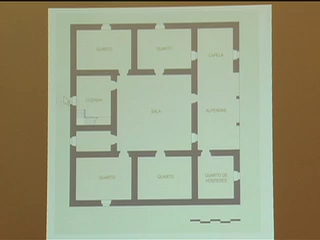 QUARTO
QUARTO
CAPELA
COZINHA
SALA
ALPENDRE
QUARTO
QUARTO
QUARTO DE
HÓSPEDES